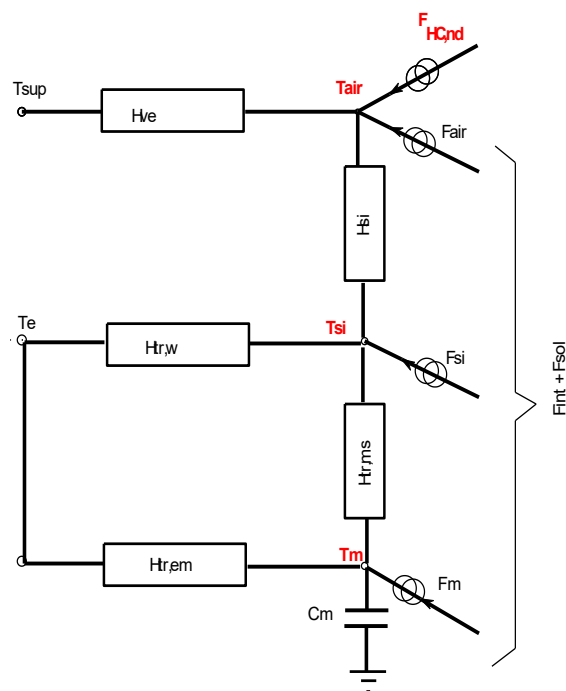 F
HC,nd
Tsup
Tair
Hve
Fair
Hsi
Te
Tsi
Htr,w
Fsi
Fint + Fsol
Htr,ms
Tm
Htr,em
Fm
Cm